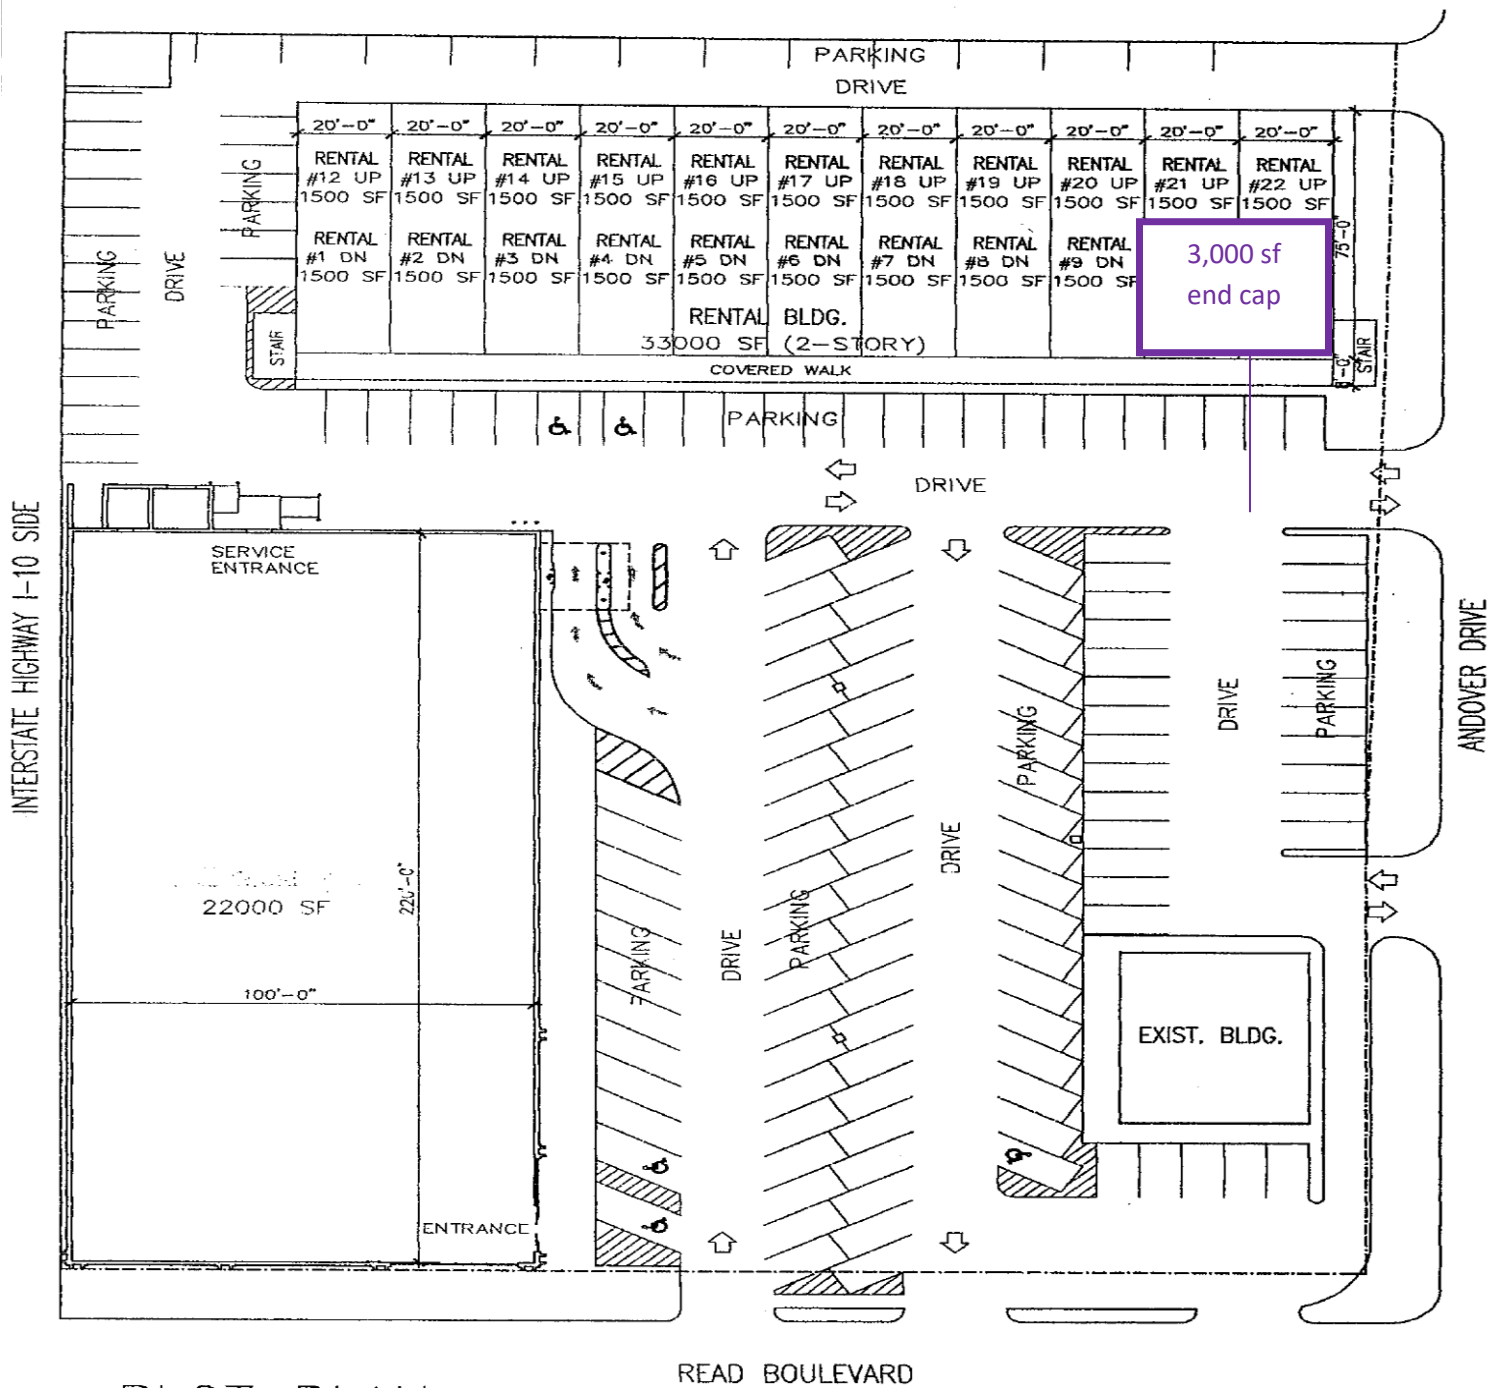 PARKING
DRIVE
20'-0" 20'-0" 20'-0" 20'-0" 20'-0" 20'-0" 20'-0" 20'-0" 20'-0" 20'-0" 20'-0"
RENTAL RENTAL RENTAL RENTAL RENTAL RENTAL RENTAL RENTAL RENTAL RENTAL RENTAL
#12 UP #13 UP #14 UP #15 UP #16 UP #17 UP #18 UP #19 UP #20 UP #21 UP #22 UP
1500 SF 1500 SF 1500 SF 1500 SF 1500 SF 1500 SF 1500 SF 1500 SF 1500 SF 1500 SF 1500 SF
RENTAL RENTAL RENTAL RENTAL RENTAL RENTAL RENTAL RENTAL RENTAL
#1 DN #2 DN #3 DN #4 DN #5 DN #6 DN #7 DN #8 DN #9 DN
1500 SF 1500 SF 1500 SF 1500 SF 1500 SF 1500 SF 1500 SF 1500 SF 1500 SF
3,000 sf
end cap
75'-0"
PARKING
DRIVE
PARKING
RENTAL BLDG.
33000 SF (2-STORY)
STAIR
STAIR
8'-0"
COVERED WALK
PARKING
DRIVE
INTERSTATE HIGHWAY I-10 SIDE
SERVICE
ENTRANCE
22000 SF
220'-0"
100'-0"
ENTRANCE
PARKING
DRIVE
PARKING
DRIVE
PARKING
DRIVE
PARKING
ANDOVER DRIVE
EXIST. BLDG.
READ BOULEVARD